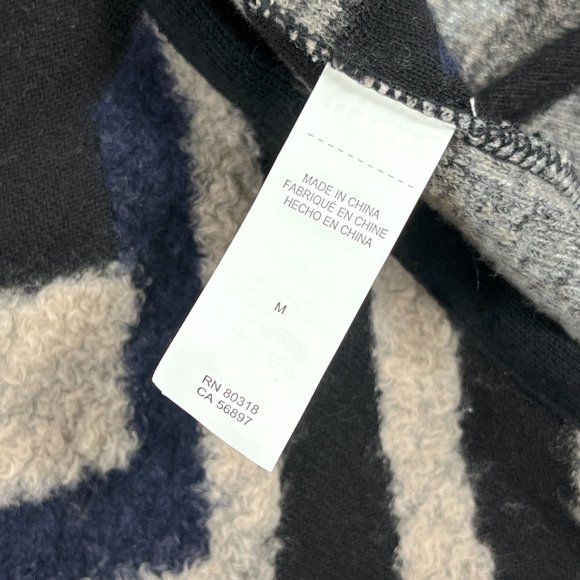 MADE IN CHINA
FABRIQUÉ EN CHINE
HECHO EN CHINA
M
RN 80318
CA 56897